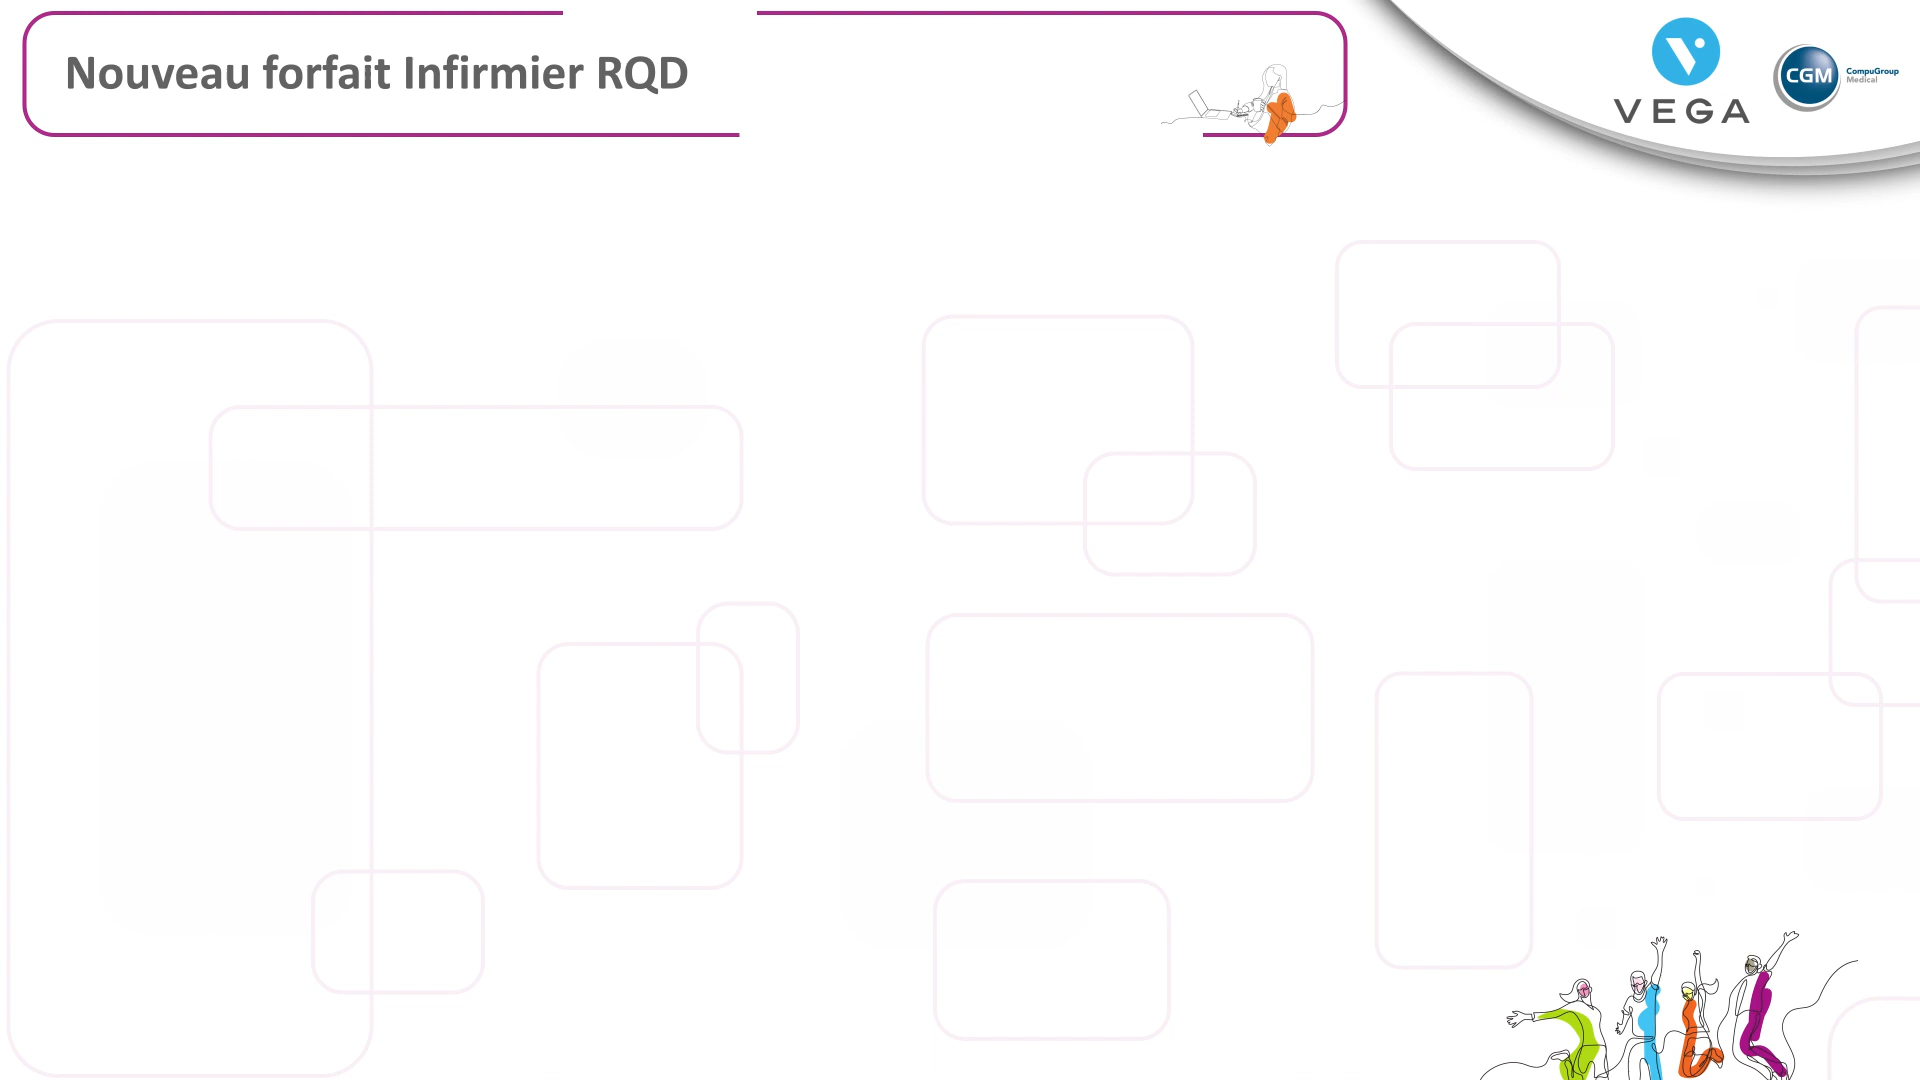 Nouveau forfait Infirmier RQD
VEGA
CGM
CompuGroup
Medical